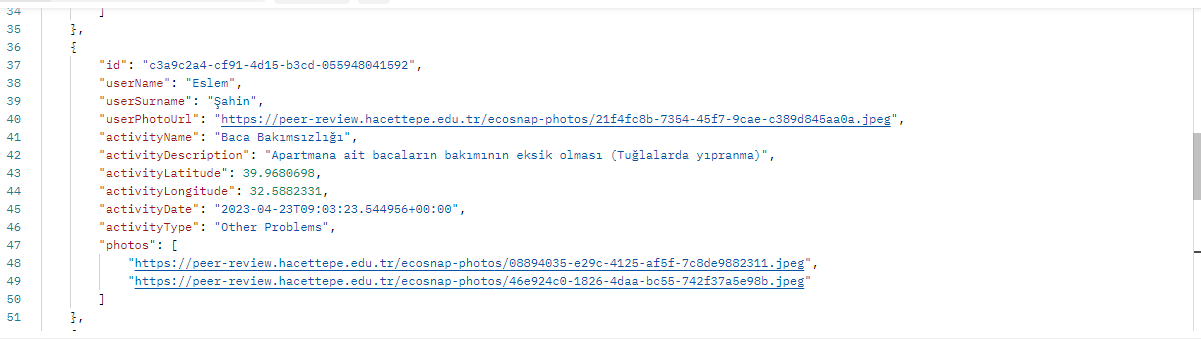 34 ]
35 },
36 {
37 "id": "c3a9c2a4-cf91-4d15-b3cd-055948041592",
38 "userName": "Eslem",
39 "userSurname": "Şahin",
40 "userPhotoUrl": "https://peer-review.hacettepe.edu.tr/ecosnap-photos/21f4fc8b-7354-45f7-9cae-c389d845aa0a.jpeg",
41 "activityName": "Baca Bakımsızlığı",
42 "activityDescription": "Apartmana ait bacaların bakımının eksik olması (Tuğlalarda yıpranma)",
43 "activityLatitude": 39.9680698,
44 "activityLongitude": 32.5882331,
45 "activityDate": "2023-04-23T09:03:23.544956+00:00",
46 "activityType": "Other Problems",
47 "photos": [
48 "https://peer-review.hacettepe.edu.tr/ecosnap-photos/08894035-e29c-4125-af5f-7c8de9882311.jpeg",
49 "https://peer-review.hacettepe.edu.tr/ecosnap-photos/46e924c0-1826-4daa-bc55-742f37a5e98b.jpeg"
50 ]
51 },